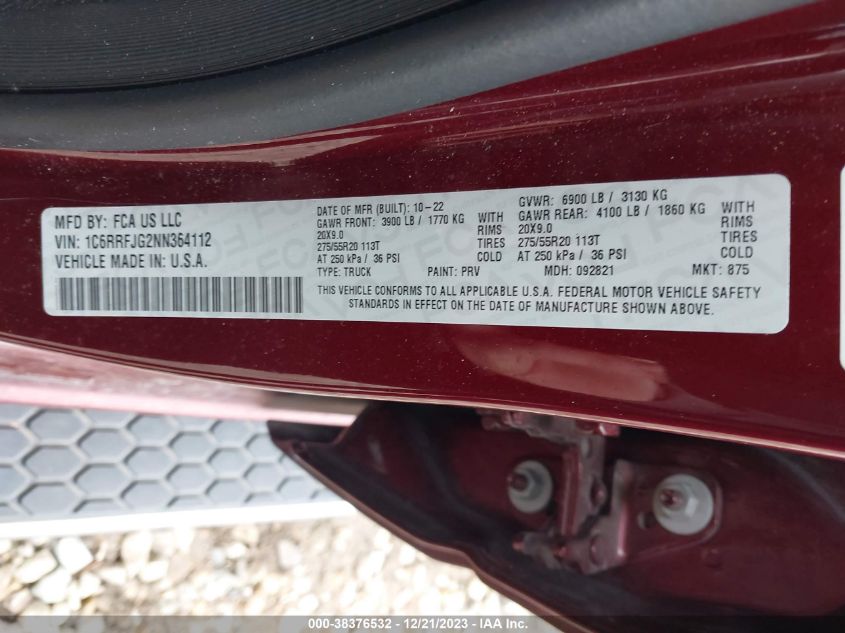 MFD BY: FCA US LLC
VIN: 1C6RRFJG2NN364112
VEHICLE MADE IN: U.S.A.
DATE OF MFR (BUILT): 10-22
GAWR FRONT: 3900 LB / 1770 KG WITH
20X9.0 RIMS
275/55R20 113T TIRES
AT 250 kPa / 36 PSI COLD
GVWR: 6900 LB / 3130 KG
GAWR REAR: 4100 LB / 1860 KG WITH
20X9.0 RIMS
275/55R20 113T TIRES
AT 250 kPa / 36 PSI COLD
TYPE: TRUCK PAINT: PRV MDH: 092821 MKT: 875
THIS VEHICLE CONFORMS TO ALL APPLICABLE U.S.A. FEDERAL MOTOR VEHICLE SAFETY
STANDARDS IN EFFECT ON THE DATE OF MANUFACTURE SHOWN ABOVE.
000-38376532 - 12/21/2023 - IAA Inc.